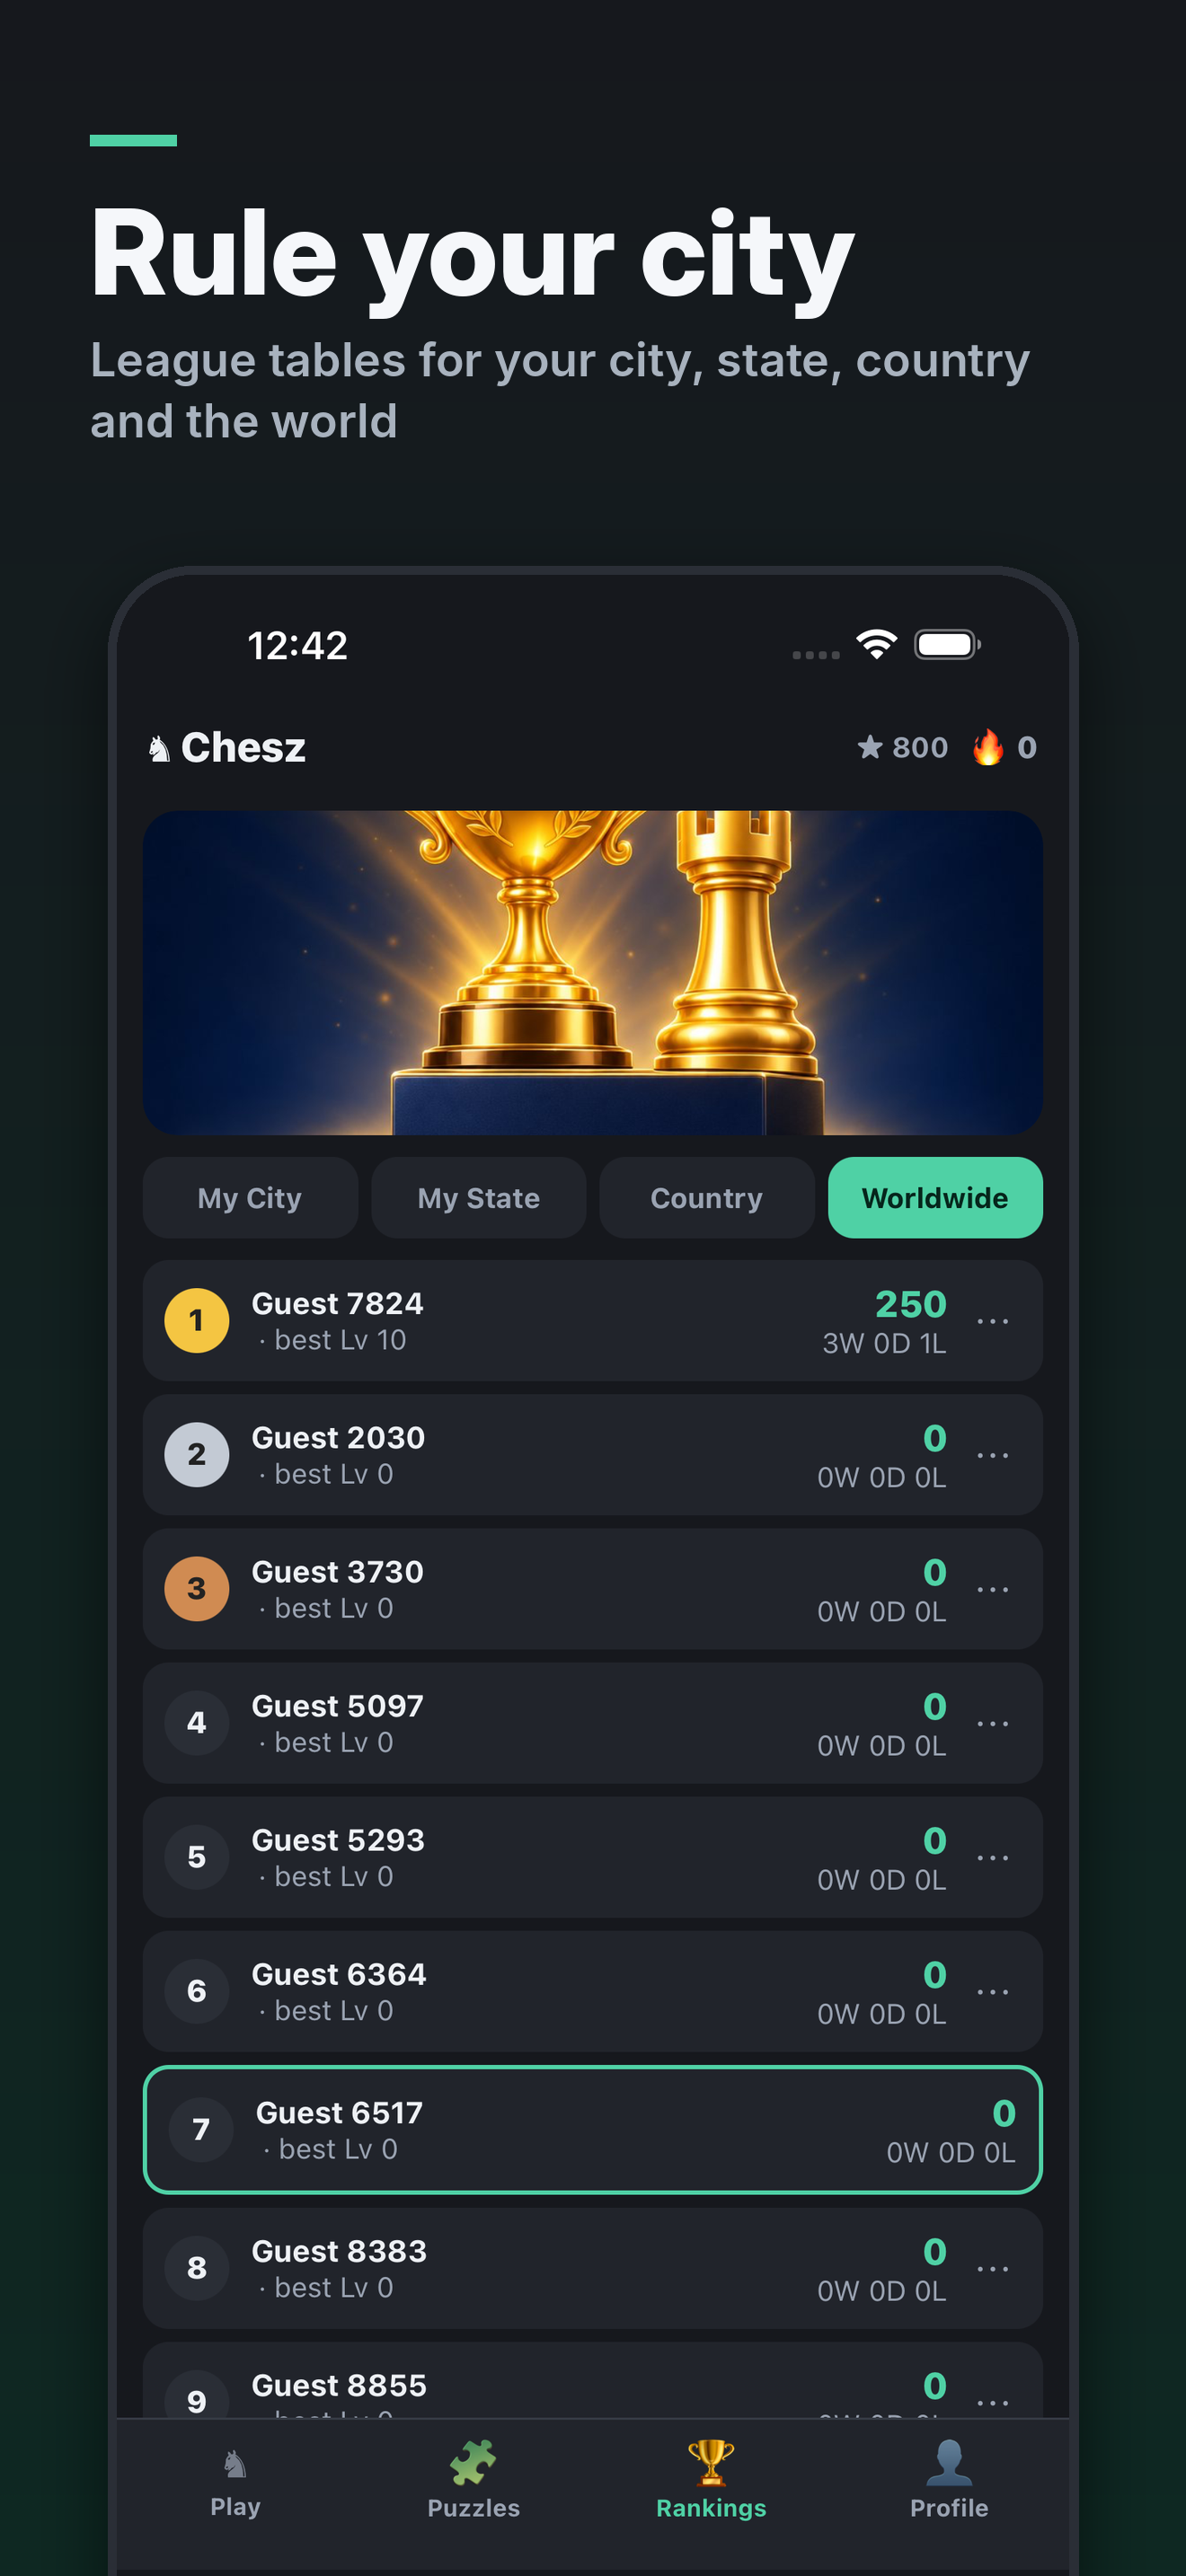 Rule your city
League tables for your city, state, country
and the world
12:42
♞ Chesz
★ 800 🔥 0
My City
My State
Country
Worldwide
1
Guest 7824
250
· best Lv 10
3W 0D 1L
...
2
Guest 2030
0
· best Lv 0
0W 0D 0L
...
3
Guest 3730
0
· best Lv 0
0W 0D 0L
...
4
Guest 5097
0
· best Lv 0
0W 0D 0L
...
5
Guest 5293
0
· best Lv 0
0W 0D 0L
...
6
Guest 6364
0
· best Lv 0
0W 0D 0L
...
7
Guest 6517
0
· best Lv 0
0W 0D 0L
8
Guest 8383
0
· best Lv 0
0W 0D 0L
...
9
Guest 8855
0
...
Play
Puzzles
Rankings
Profile